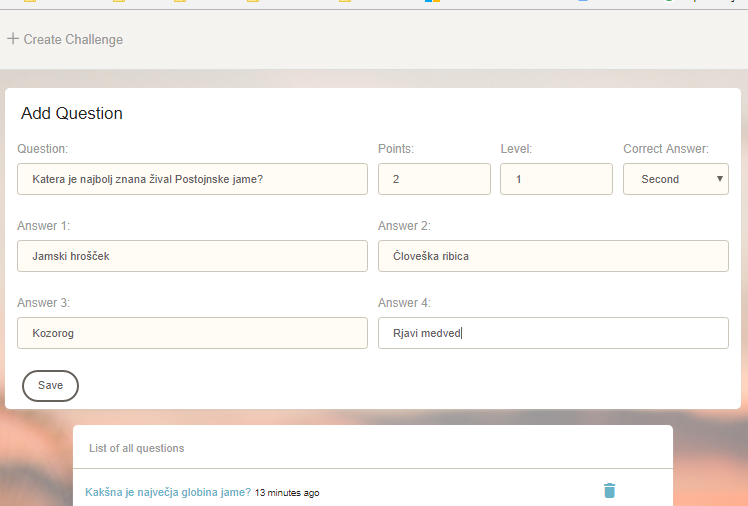 Create Challenge
Add Question
Question: Points: Level: Correct Answer:
Katera je najbolj znana žival Postojnske jame? 2 1 Second
Answer 1: Answer 2:
Jamski hrošček Človeška ribica
Answer 3: Answer 4:
Kozorog Rjavi medved
Save
List of all questions
Kakšna je največja globina jame? 13 minutes ago